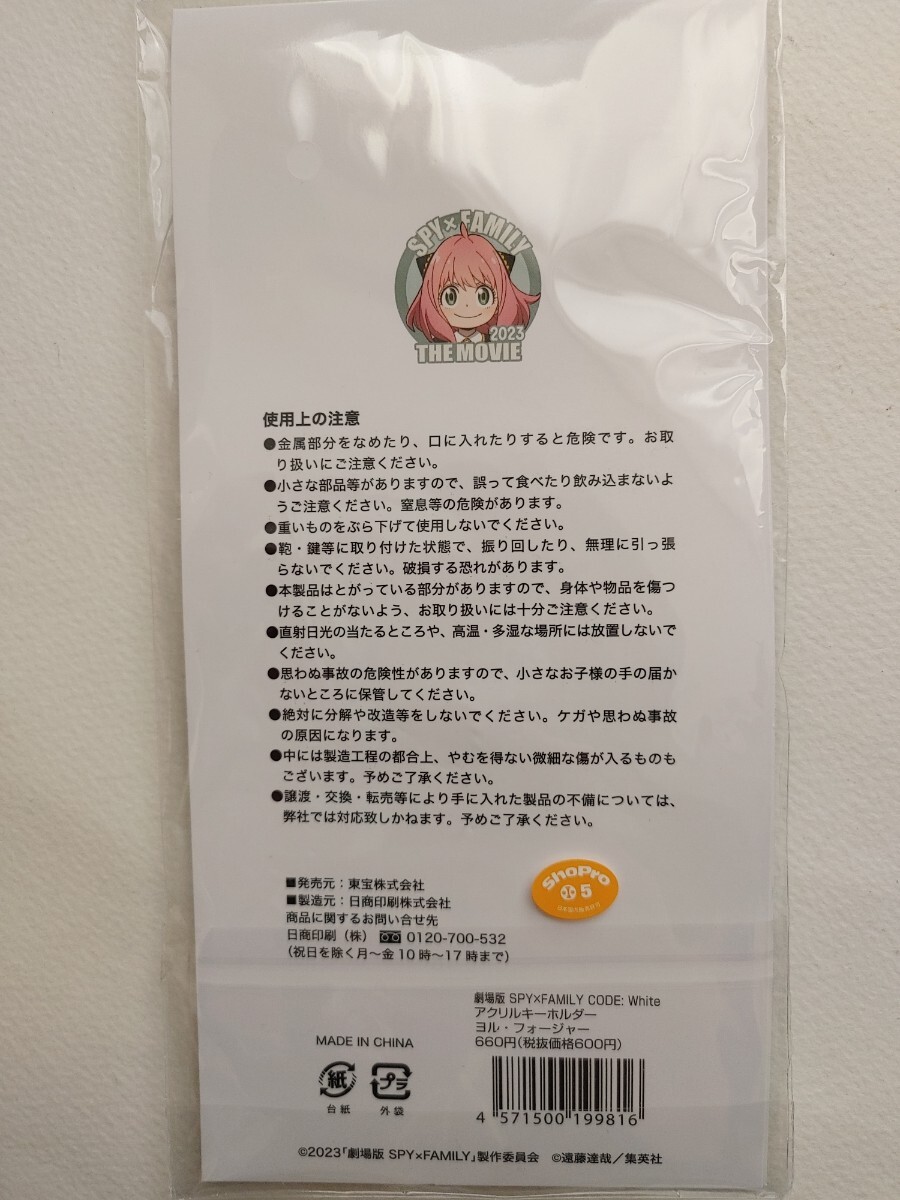 SPY×FAMILY
2023
THE MOVIE
使用上の注意
●金属部分をなめたり、口に入れたりすると危険です。お取
り扱いにご注意ください。
●小さな部品等がありますので、誤って食べたり飲み込まないよ
うご注意ください。窒息等の危険があります。
●重いものをぶら下げて使用しないでください。
●鞄・鍵等に取り付けた状態で、振り回したり、無理に引っ張
らないでください。破損する恐れがあります。
●本製品はとがっている部分がありますので、身体や物品を傷つ
けることがないよう、お取り扱いには十分ご注意ください。
●直射日光の当たるところや、高温・多湿な場所には放置しないで
ください。
●思わぬ事故の危険性がありますので、小さなお子様の手の届か
ないところに保管してください。
●絶対に分解や改造等をしないでください。ケガや思わぬ事故
の原因になります。
●中には製造工程の都合上、やむを得ない微細な傷が入るものも
ございます。予めご了承ください。
●譲渡・交換・転売等により手に入れた製品の不備については、
弊社では対応致しかねます。予めご了承ください。
ShoPro
小 5
■発売元：東宝株式会社
■製造元：日商印刷株式会社
商品に関するお問い合せ先
日商印刷（株） 0120-700-532
（祝日を除く月〜金10時〜17時まで）
劇場版 SPY×FAMILY CODE: White
アクリルキーホルダー
ヨル・フォージャー
660円（税抜価格600円）
MADE IN CHINA
紙
プラ
台紙
外袋
4 571500 199816
©2023「劇場版 SPY×FAMILY」製作委員会 ©遠藤達哉／集英社